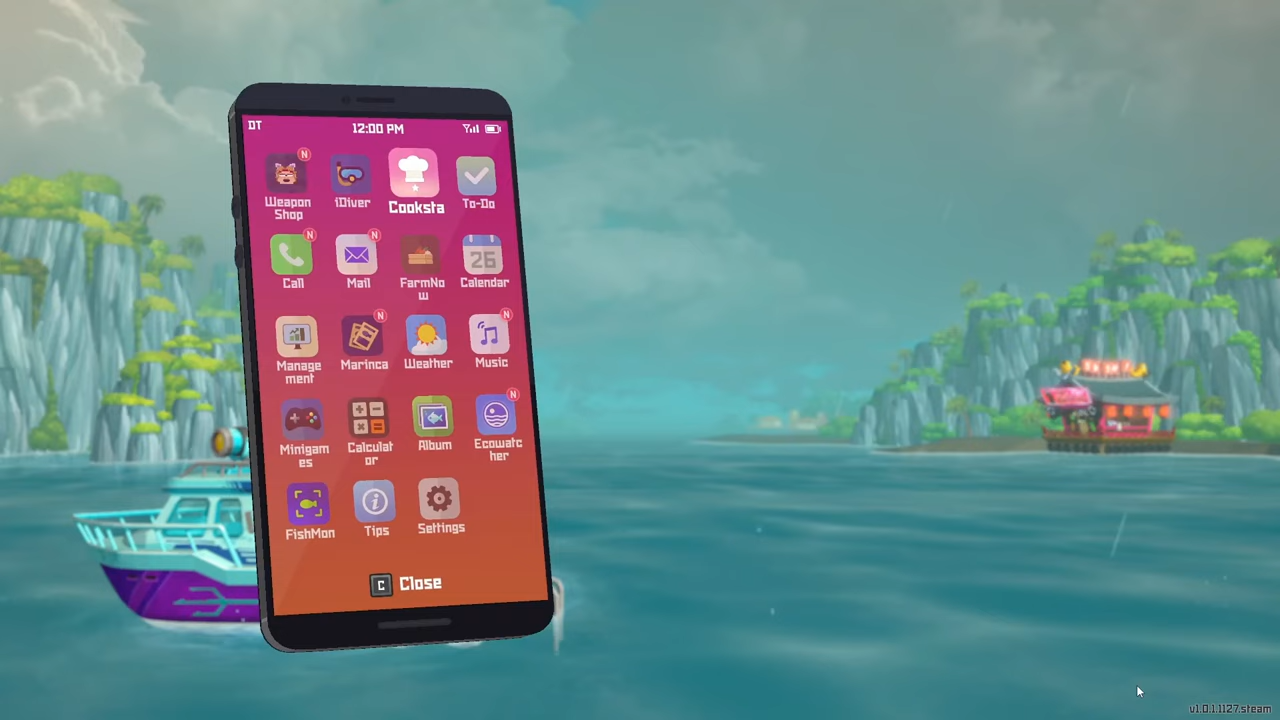 DT
12:00 PM
Weapon
Shop
iDiver
Cooksta
To-Do
Call
Mail
FarmNo
w
26
Calendar
Manage
ment
Marinca
Weather
Music
Minigam
es
Calculat
or
Album
Ecowatc
her
FishMon
Tips
Settings
C Close
v1.0.1.1127.steam